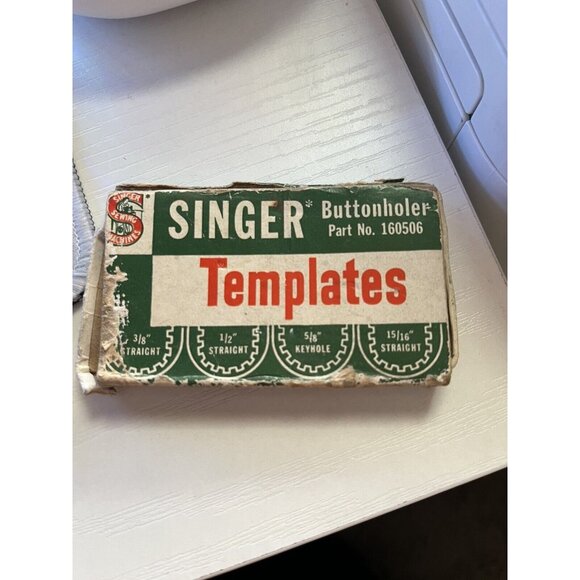 SINGER
SEWING
MACHINES
SINGER* Buttonholer
Part No. 160506
Templates
3/8" STRAIGHT
1/2" STRAIGHT
5/8" KEYHOLE
15/16" STRAIGHT